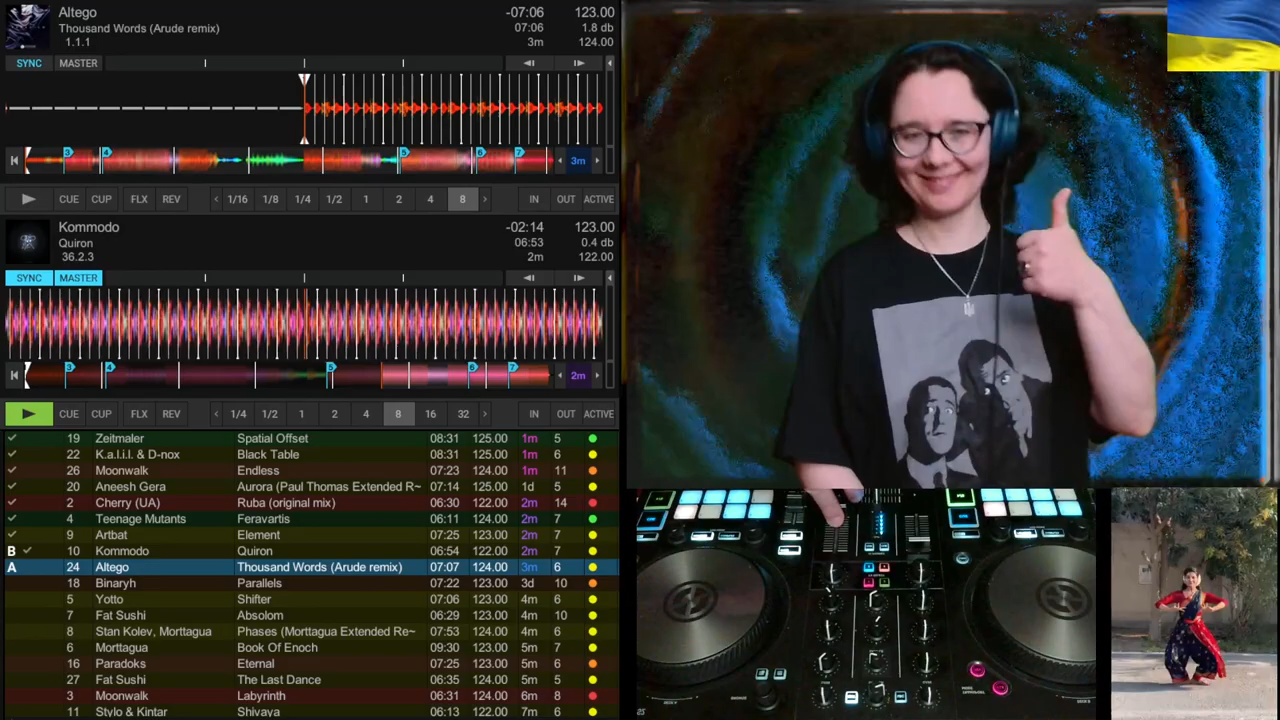 Altego -07:06 123.00
Thousand Words (Arude remix) 07:06 1.8 db
1.1.1 3m 124.00
SYNC MASTER
3 4 5 6 7 3m
CUE CUP FLX REV 1/16 1/8 1/4 1/2 1 2 4 8 IN OUT ACTIVE
Kommodo -02:14 123.00
Quiron 06:53 0.4 db
36.2.3 2m 122.00
SYNC MASTER
3 4 5 6 7 2m
CUE CUP FLX REV 1/4 1/2 1 2 4 8 16 32 IN OUT ACTIVE
19 Zeitmaler Spatial Offset 08:31 125.00 1m 5
22 K.a.l.i.l. & D-nox Black Table 08:31 125.00 1m 6
26 Moonwalk Endless 07:23 124.00 1m 11
20 Aneesh Gera Aurora (Paul Thomas Extended R~ 07:14 125.00 1d 5
2 Cherry (UA) Ruba (original mix) 06:30 122.00 2m 14
4 Teenage Mutants Feravartis 06:11 124.00 2m 7
9 Artbat Element 07:25 123.00 2m 7
B 10 Kommodo Quiron 06:54 122.00 2m 7
A 24 Altego Thousand Words (Arude remix) 07:07 124.00 3m 6
18 Binaryh Parallels 07:22 123.00 3d 10
5 Yotto Shifter 07:06 123.00 4m 6
7 Fat Sushi Absolom 06:29 123.00 4m 10
8 Stan Kolev, Morttagua Phases (Morttagua Extended Re~ 07:53 124.00 4m 6
6 Morttagua Book Of Enoch 09:30 123.00 5m 7
16 Paradoks Eternal 07:25 123.00 5m 6
27 Fat Sushi The Last Dance 06:35 124.00 5m 5
3 Moonwalk Labyrinth 06:31 124.00 6m 8
11 Stylo & Kintar Shivaya 06:13 122.00 7m 6